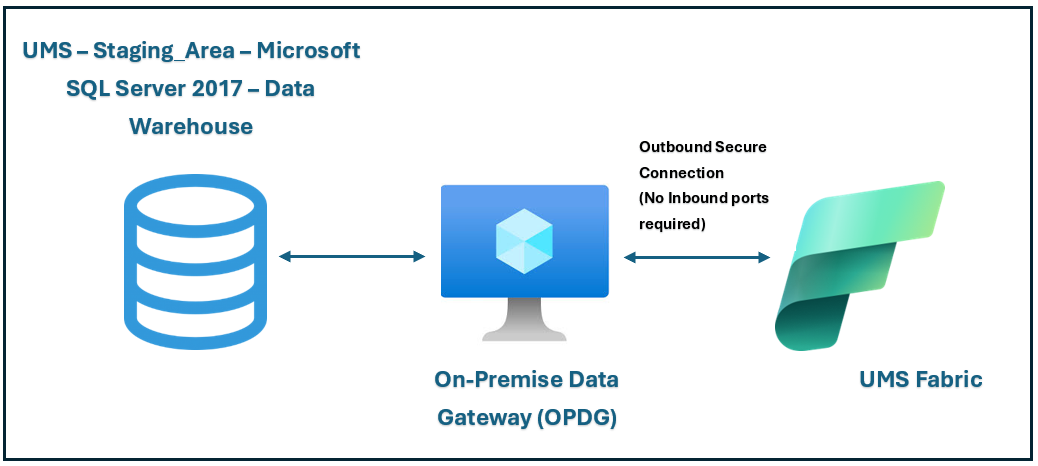 UMS – Staging_Area – Microsoft
SQL Server 2017 – Data
Warehouse
Outbound Secure
Connection
(No Inbound ports
required)
On-Premise Data
Gateway (OPDG)
UMS Fabric